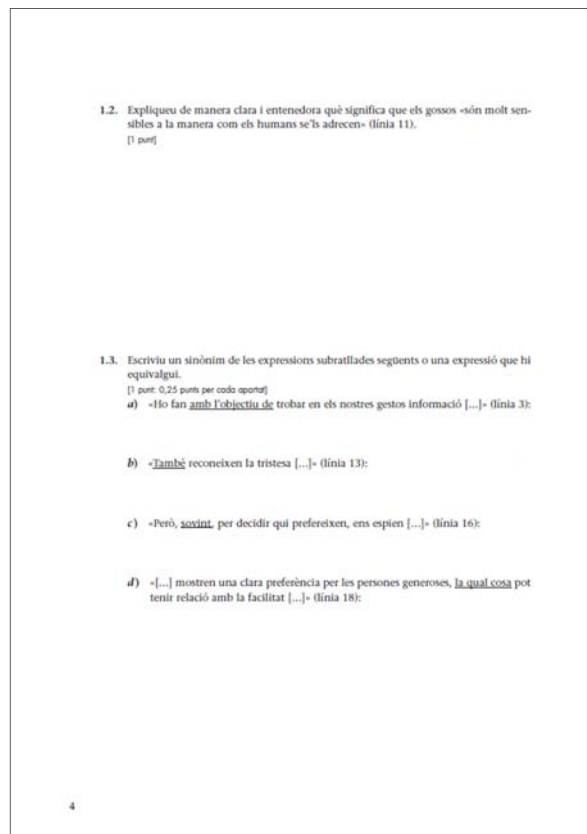 1.2. Expliqueu de manera clara i entenedora què significa que els gossos «són molt sen-
sibles a la manera com els humans se'ls adrecen» (línia 11).
[1 punt]
1.3. Escriviu un sinònim de les expressions subratllades següents o una expressió que hi
equivalgui.
[1 punt: 0,25 punts per cada apartat]
a) «Ho fan amb l'objectiu de trobar en els nostres gestos informació [...]» (línia 3):
b) «També reconeixen la tristesa [...]» (línia 13):
c) «Però, sovint, per decidir qui prefereixen, ens espien [...]» (línia 16):
d) «[...] mostren una clara preferència per les persones generoses, la qual cosa pot
tenir relació amb la facilitat [...]» (línia 18):
4